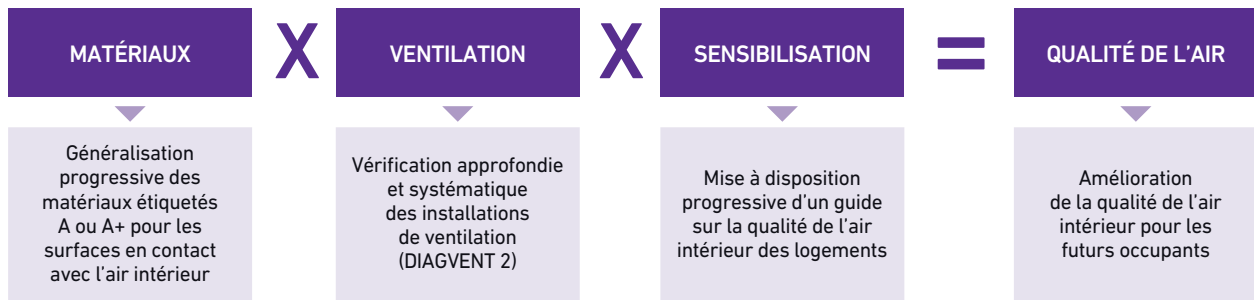 MATÉRIAUX
X
VENTILATION
X
SENSIBILISATION
=
QUALITÉ DE L’AIR
Généralisation
progressive des
matériaux étiquetés
A ou A+ pour les
surfaces en contact
avec l’air intérieur
Vérification approfondie
et systématique
des installations
de ventilation
(DIAGVENT 2)
Mise à disposition
progressive d’un guide
sur la qualité de l’air
intérieur des logements
Amélioration
de la qualité de l’air
intérieur pour les
futurs occupants